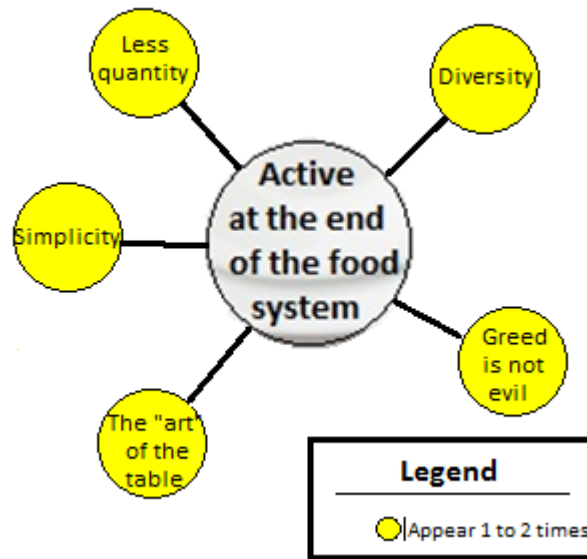 Less
quantity
Diversity
Active
at the end
of the food
system
Simplicity
Greed
is not
evil
The "art"
of the
table
Legend
Appear 1 to 2 times